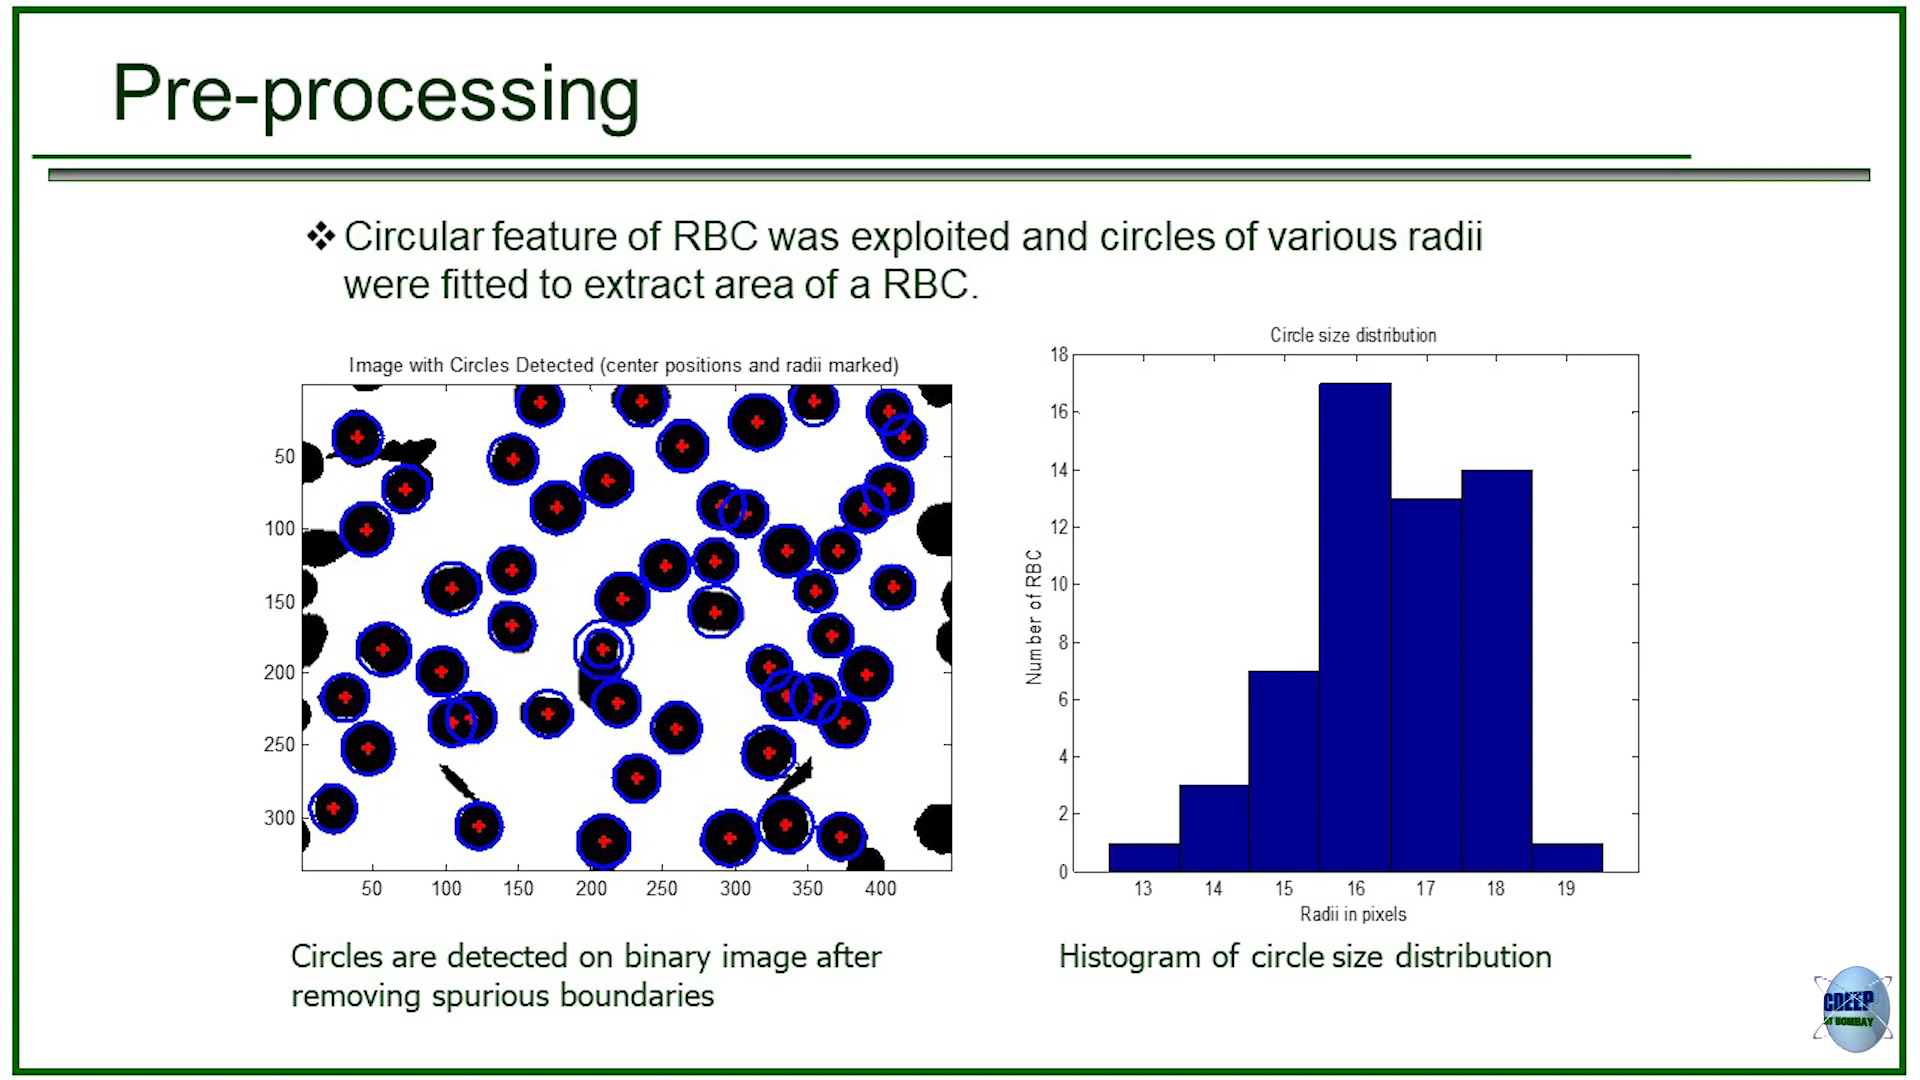 Pre-processing
❖ Circular feature of RBC was exploited and circles of various radii
were fitted to extract area of a RBC.
Image with Circles Detected (center positions and radii marked)
50
100
150
200
250
300
50 100 150 200 250 300 350 400
Circles are detected on binary image after
removing spurious boundaries
Circle size distribution
18
16
14
12
10
8
6
4
2
0
Number of RBC
13 14 15 16 17 18 19
Radii in pixels
Histogram of circle size distribution
CDEEP
IIT BOMBAY